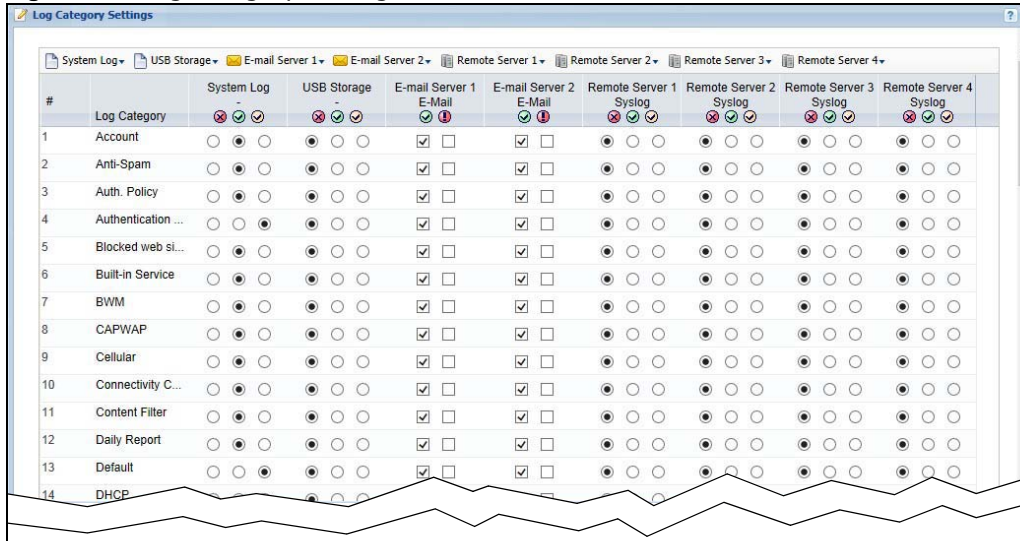 Log Category Settings
?
System Log USB Storage E-mail Server 1 E-mail Server 2 Remote Server 1 Remote Server 2 Remote Server 3 Remote Server 4
# Log Category System Log - USB Storage - E-mail Server 1 E-Mail E-mail Server 2 E-Mail Remote Server 1 Syslog Remote Server 2 Syslog Remote Server 3 Syslog Remote Server 4 Syslog
1 Account
2 Anti-Spam
3 Auth. Policy
4 Authentication ...
5 Blocked web si...
6 Built-in Service
7 BWM
8 CAPWAP
9 Cellular
10 Connectivity C...
11 Content Filter
12 Daily Report
13 Default
14 DHCP